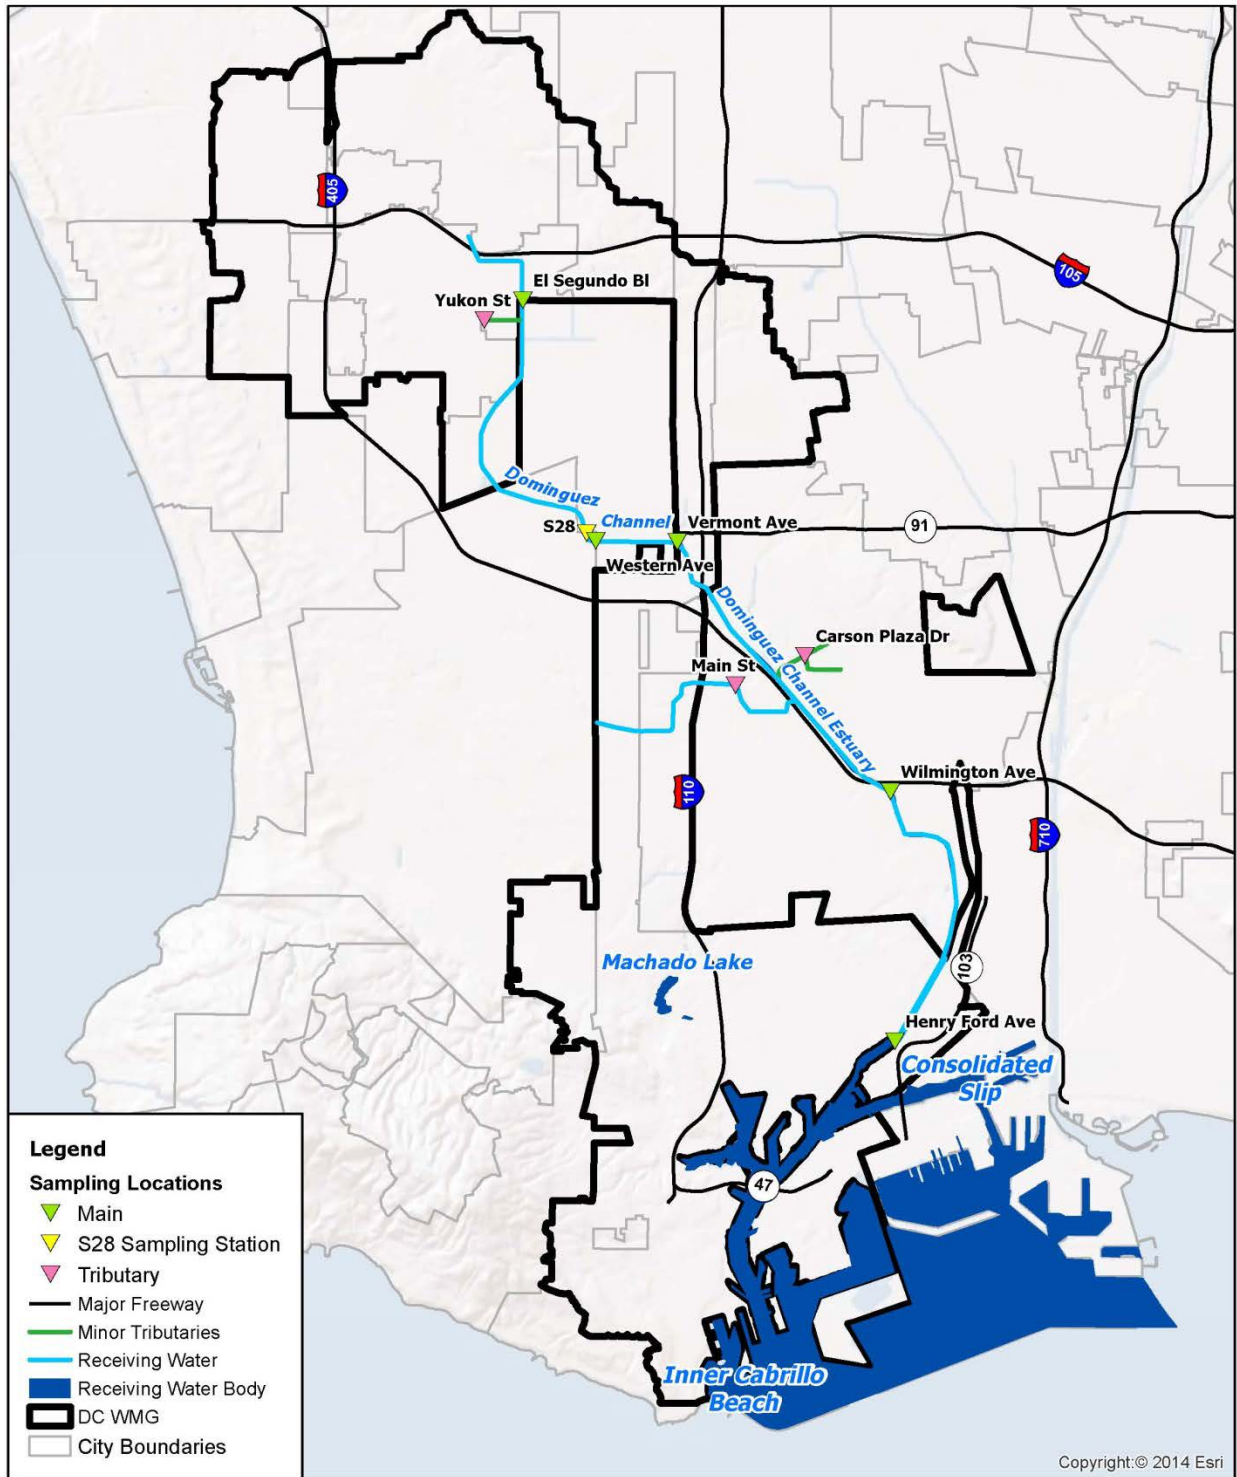 405
105
El Segundo Bl
Yukon St
Dominguez
Channel
S28
Vermont Ave
91
Western Ave
Dominguez Channel Estuary
Carson Plaza Dr
Main St
110
Wilmington Ave
710
Machado Lake
103
Henry Ford Ave
Consolidated
Slip
47
Inner Cabrillo
Beach
Legend
Sampling Locations
Main
S28 Sampling Station
Tributary
Major Freeway
Minor Tributaries
Receiving Water
Receiving Water Body
DC WMG
City Boundaries
Copyright:© 2014 Esri